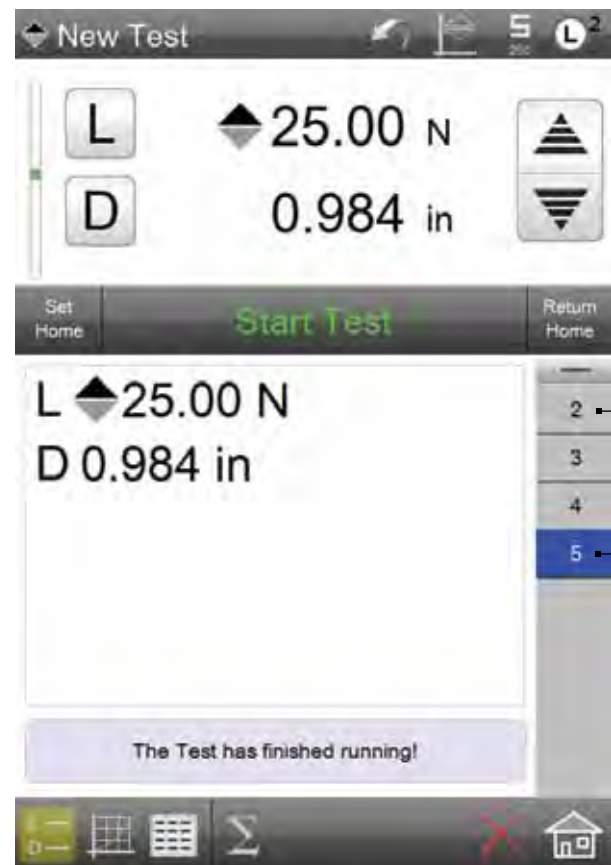 New Test
L²
L 25.00 N
D 0.984 in
Set Home
Start Test
Return Home
L 25.00 N
D 0.984 in
2
3
4
5
The Test has finished running!